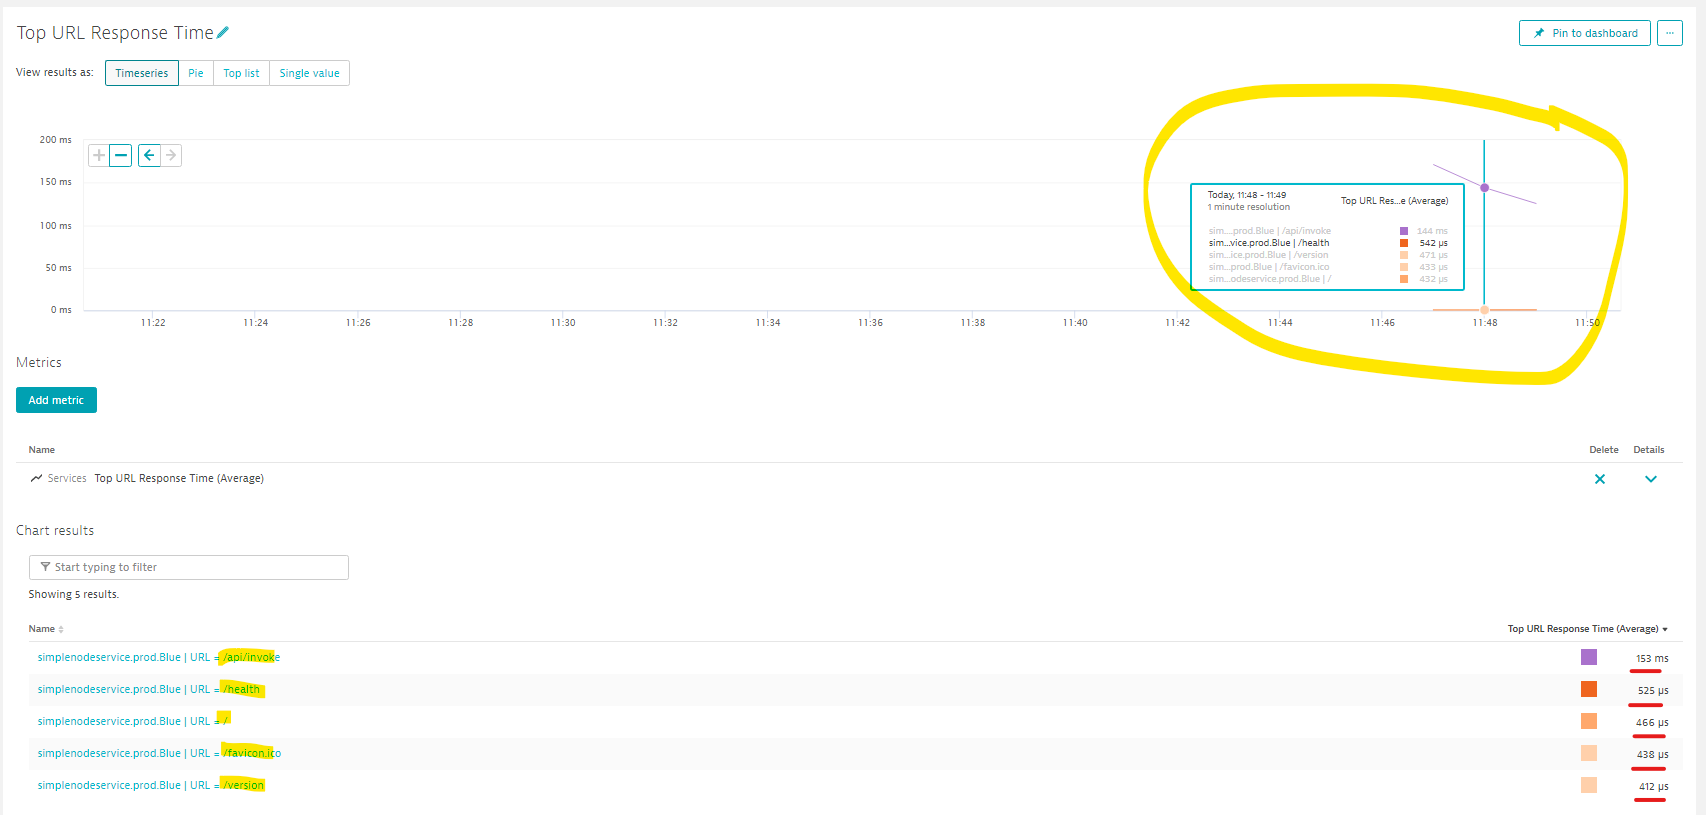 Top URL Response Time
Pin to dashboard
...
View results as: Timeseries Pie Top list Single value
200 ms
150 ms
100 ms
50 ms
0 ms
Today, 11:48 - 11:49
1 minute resolution
Top URL Res...e (Average)
sim....prod.Blue | /api/invoke 144 ms
sim...vice.prod.Blue | /health 542 µs
sim...ice.prod.Blue | /version 471 µs
sim....prod.Blue | /favicon.ico 433 µs
sim...odeservice.prod.Blue | / 432 µs
11:22 11:24 11:26 11:28 11:30 11:32 11:34 11:36 11:38 11:40 11:42 11:44 11:46 11:48 11:50
Metrics
Add metric
Name Delete Details
Services Top URL Response Time (Average)
Chart results
Start typing to filter
Showing 5 results.
Name Top URL Response Time (Average)
simplenodeservice.prod.Blue | URL = /api/invoke 153 ms
simplenodeservice.prod.Blue | URL = /health 525 µs
simplenodeservice.prod.Blue | URL = / 466 µs
simplenodeservice.prod.Blue | URL = /favicon.ico 438 µs
simplenodeservice.prod.Blue | URL = /version 412 µs